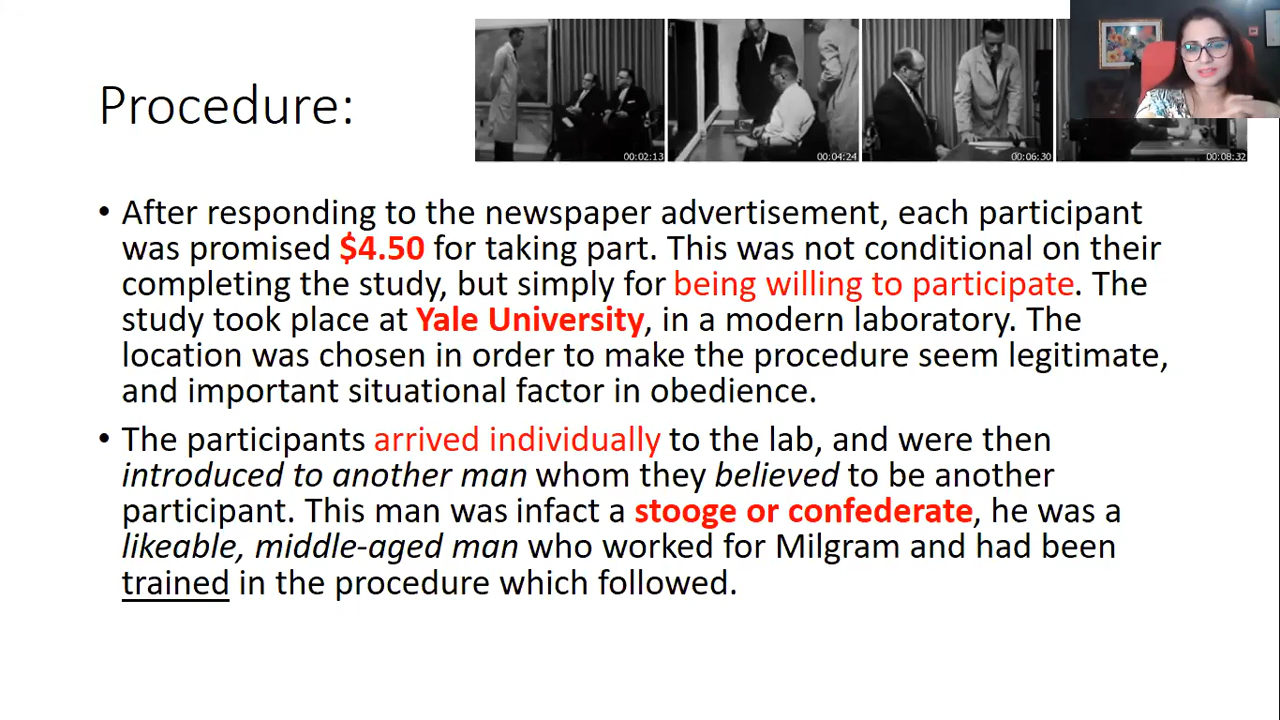 Procedure:
00:02:13
00:04:24
00:06:30
00:08:32
• After responding to the newspaper advertisement, each participant
was promised $4.50 for taking part. This was not conditional on their
completing the study, but simply for being willing to participate. The
study took place at Yale University, in a modern laboratory. The
location was chosen in order to make the procedure seem legitimate,
and important situational factor in obedience.
• The participants arrived individually to the lab, and were then
introduced to another man whom they believed to be another
participant. This man was infact a stooge or confederate, he was a
likeable, middle-aged man who worked for Milgram and had been
trained in the procedure which followed.